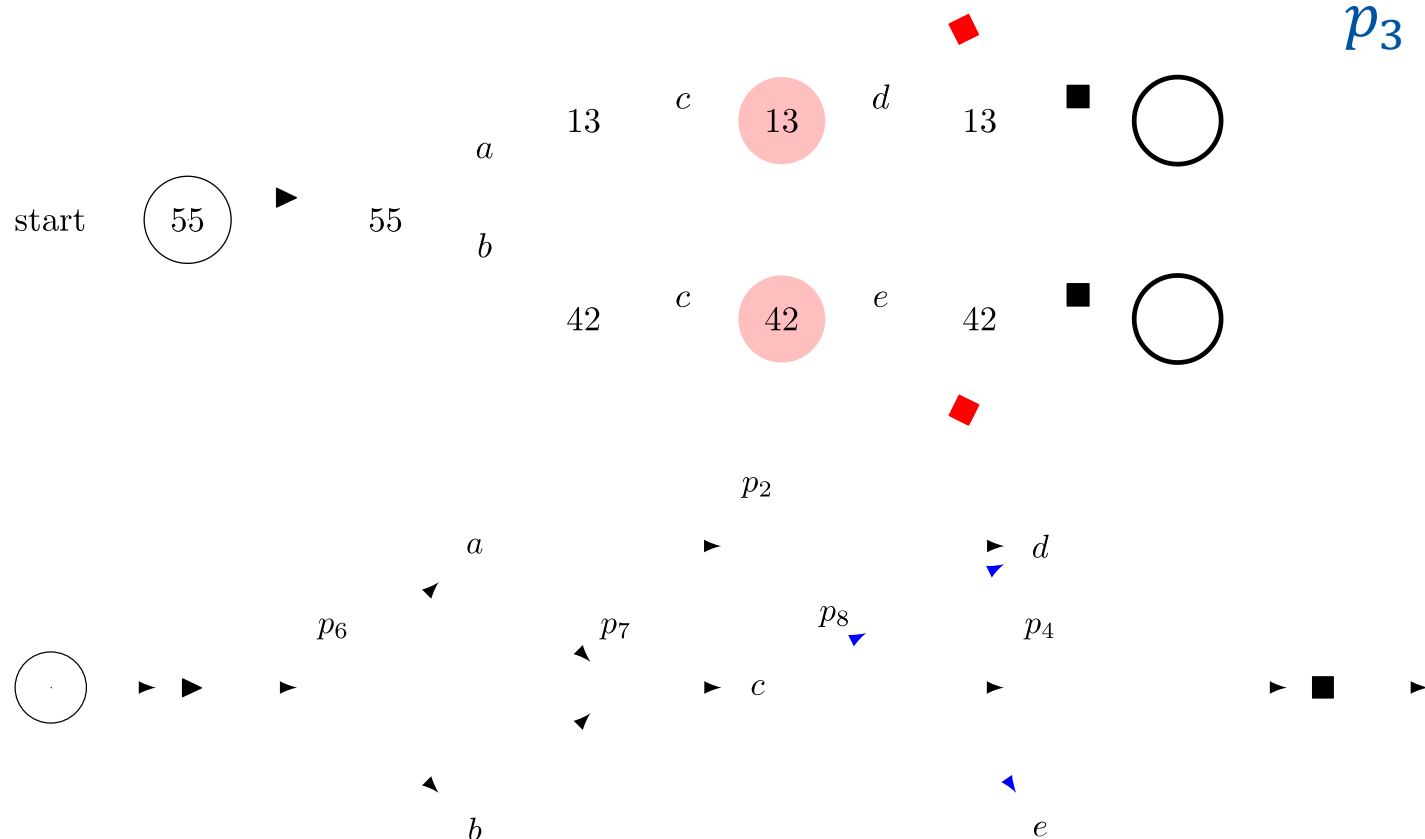 p₃
13 c 13 d 13
a
start 55 55
b
42 c 42 e 42
p₂
a d
p₆ p₇ p₈ p₄
c
b e